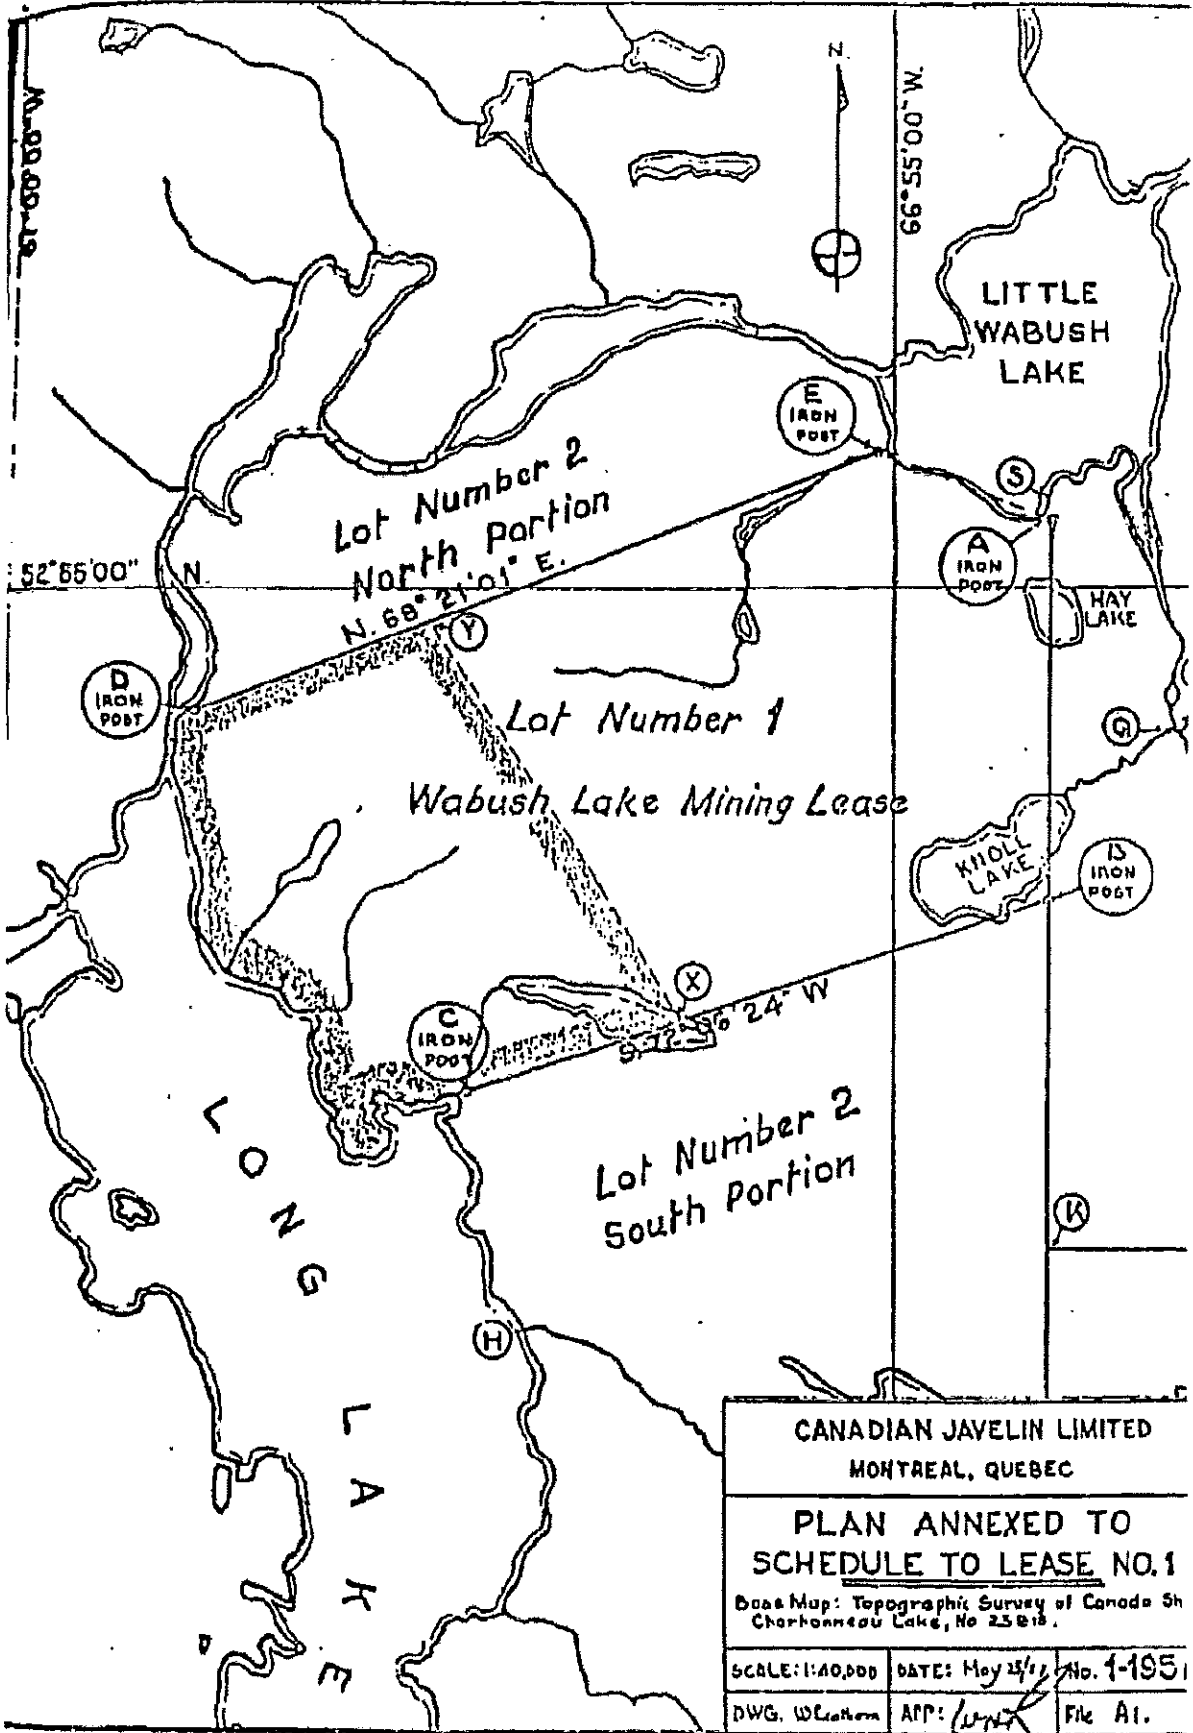 N.
66°55'00" W.
LITTLE
WABUSH
LAKE
E
IRON
POST
S
Lot Number 2
North Portion
A
IRON
POST
52°55'00" N.
HAY
LAKE
N. 68° 21'01" E.
Y
D
IRON
POST
Lot Number 1
G
Wabush Lake Mining Lease
KNOLL
LAKE
B
IRON
POST
X
C
IRON
POST
24" W
LONG
LAKE
Lot Number 2
South Portion
K
H
CANADIAN JAVELIN LIMITED
MONTREAL, QUEBEC
PLAN ANNEXED TO
SCHEDULE TO LEASE NO. 1
Base Map: Topographic Survey of Canada Sh
Lake, No
SCALE: 1:40,000
DATE: May
No. 1-195
DWG.
APP:
File A1.